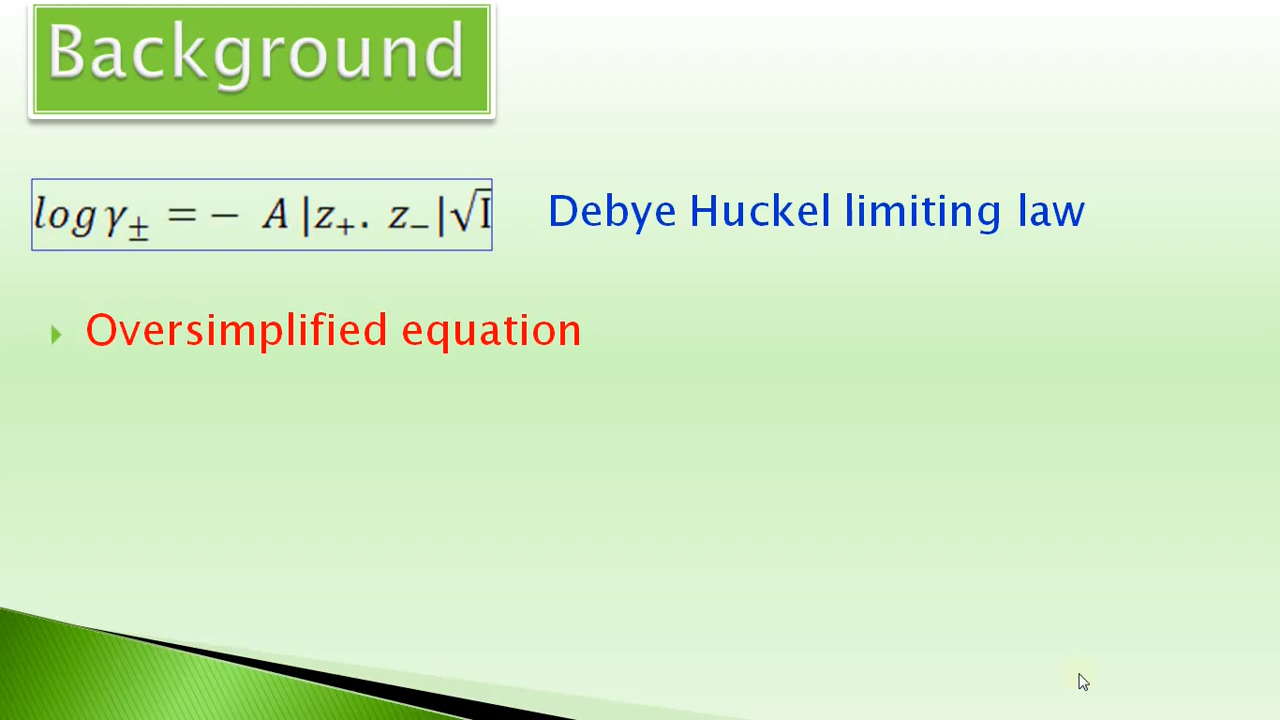 Background
log γ± = − A |z₊. z₋|√I Debye Huckel limiting law
Oversimplified equation